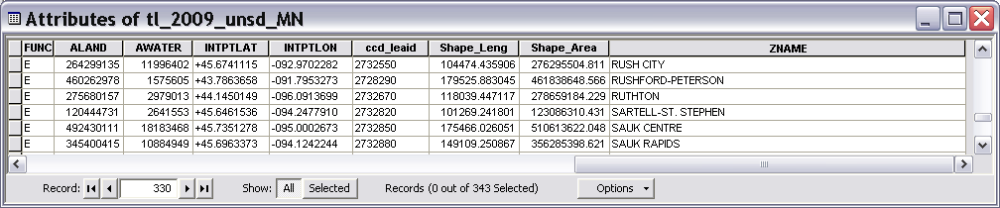 Attributes of tl_2009_unsd_MN
FUNC ALAND AWATER INTPTLAT INTPTLON ccd_leaid Shape_Leng Shape_Area ZNAME
E 264299135 11996402 +45.6741115 -092.9702282 2732550 104474.435906 276295504.811 RUSH CITY
E 460262978 1575605 +43.7863658 -091.7953273 2728290 179525.883045 461838648.566 RUSHFORD-PETERSON
E 275680157 2979013 +44.1450149 -096.0913699 2732670 118039.447117 278659184.229 RUTHTON
E 120444731 2641553 +45.6461536 -094.2477910 2732820 101269.241801 123086310.431 SARTELL-ST. STEPHEN
E 492430111 18183468 +45.7351278 -095.0002673 2732850 175466.026051 510613622.048 SAUK CENTRE
E 345400415 10884949 +45.6963373 -094.1242244 2732880 149109.250867 356285398.621 SAUK RAPIDS
Record: 330 Show: All Selected Records (0 out of 343 Selected) Options